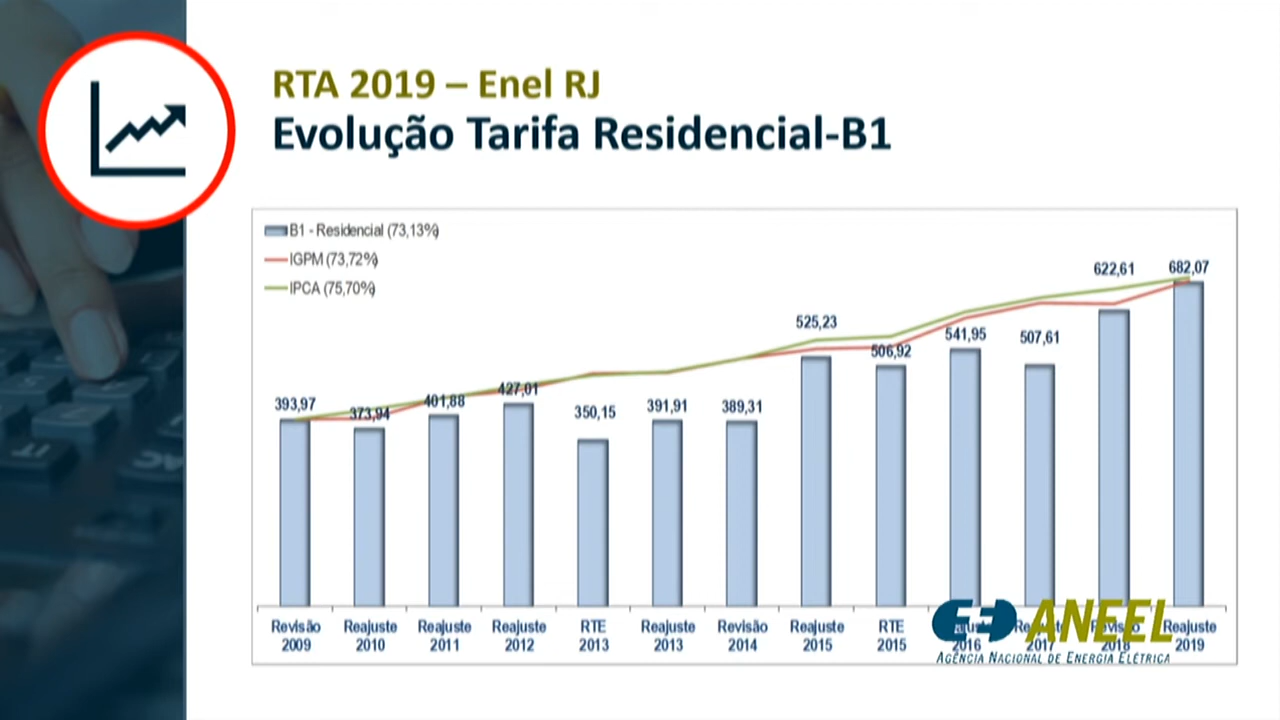 RTA 2019 – Enel RJ
Evolução Tarifa Residencial-B1
B1 - Residencial (73,13%)
IGPM (73,72%)
IPCA (75,70%)
393,97
373,94
401,88
427,01
350,15
391,91
389,31
525,23
506,92
541,95
507,61
622,61
682,07
Revisão 2009
Reajuste 2010
Reajuste 2011
Reajuste 2012
RTE 2013
Reajuste 2013
Revisão 2014
Reajuste 2015
RTE 2015
Reajuste 2016
Reajuste 2017
Revisão 2018
Reajuste 2019
ANEEL
AGÊNCIA NACIONAL DE ENERGIA ELÉTRICA